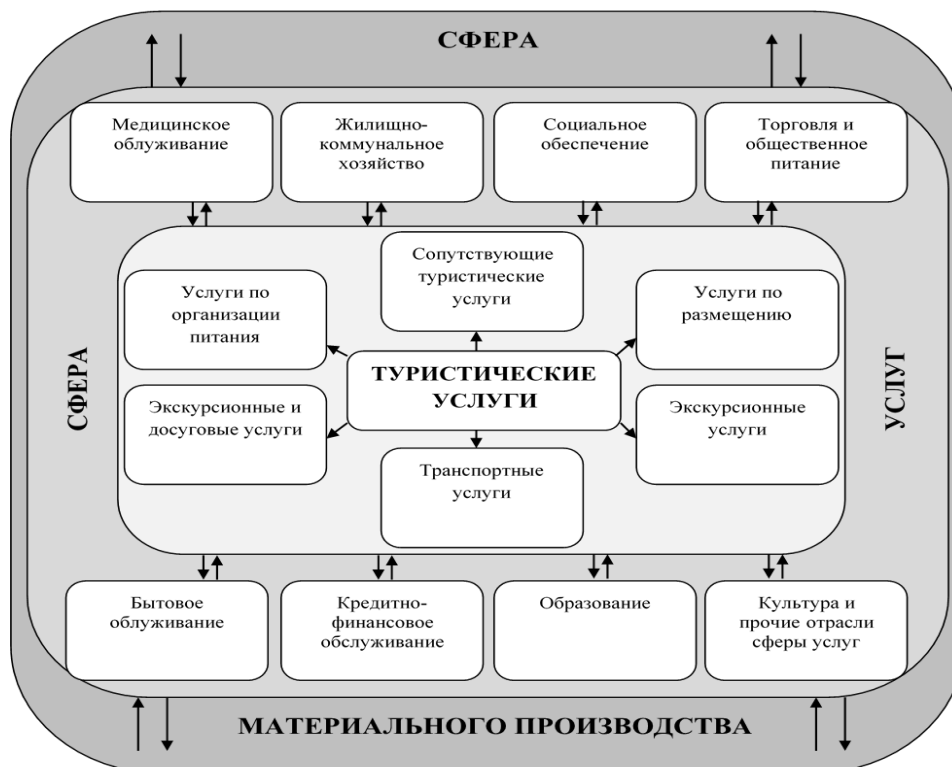 СФЕРА
Медицинское
облуживание
Жилищно-
коммунальное
хозяйство
Социальное
обеспечение
Торговля и
общественное
питание
СФЕРА
УСЛУГ
Сопутствующие
туристические
услуги
Услуги по
организации
питания
Услуги по
размещению
ТУРИСТИЧЕСКИЕ
УСЛУГИ
Экскурсионные и
досуговые услуги
Экскурсионные
услуги
Транспортные
услуги
Бытовое
облуживание
Кредитно-
финансовое
обслуживание
Образование
Культура и
прочие отрасли
сферы услуг
МАТЕРИАЛЬНОГО ПРОИЗВОДСТВА